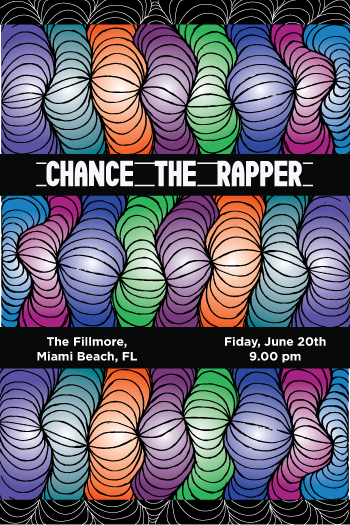 CHANCE THE RAPPER
The Fillmore,
Miami Beach, FL
Fiday, June 20th
9.00 pm